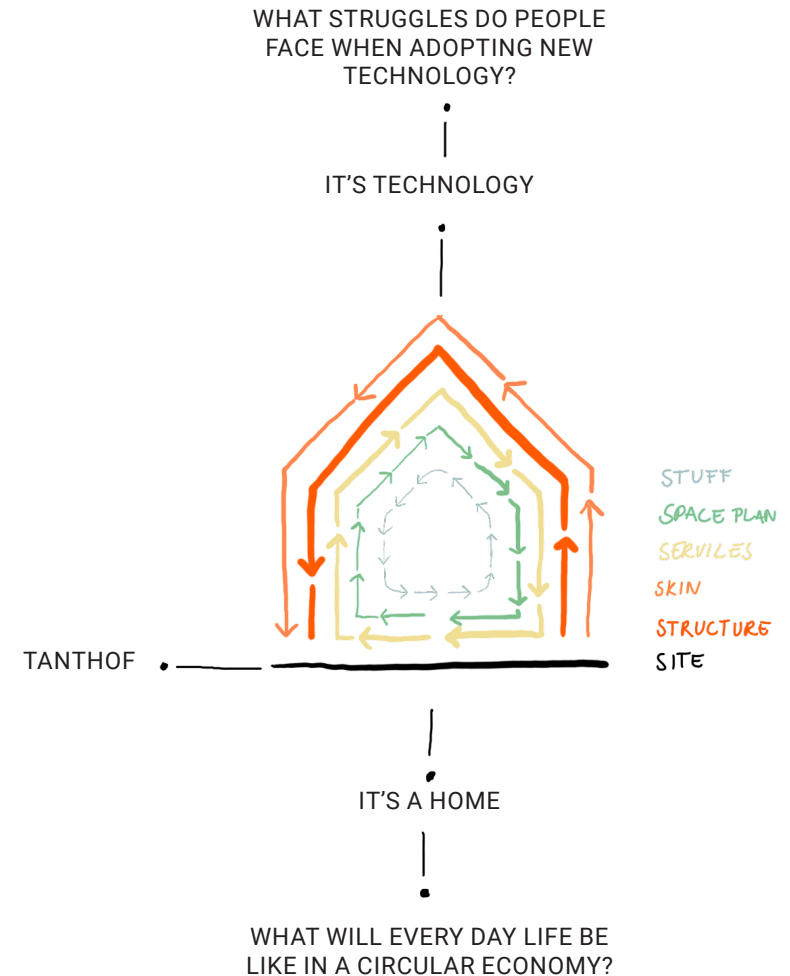 WHAT STRUGGLES DO PEOPLE
FACE WHEN ADOPTING NEW
TECHNOLOGY?
IT'S TECHNOLOGY
STUFF
SPACE PLAN
SERVICES
SKIN
STRUCTURE
TANTHOF
SITE
IT'S A HOME
WHAT WILL EVERY DAY LIFE BE
LIKE IN A CIRCULAR ECONOMY?